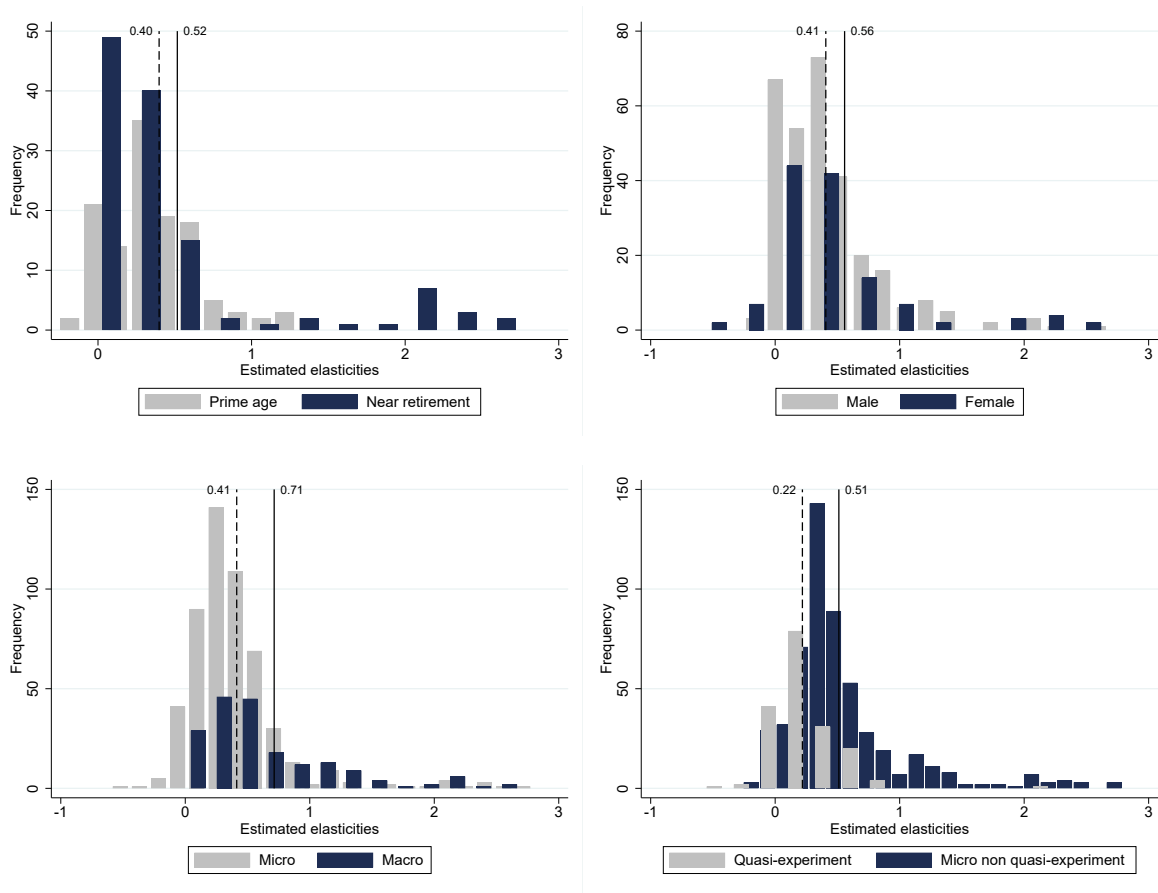 0.40 0.52
50
40
30
20
10
0
Frequency
0 1 2 3
Estimated elasticities
Prime age Near retirement
0.41 0.56
80
60
40
20
0
Frequency
-1 0 1 2 3
Estimated elasticities
Male Female
0.41 0.71
150
100
50
0
Frequency
-1 0 1 2 3
Estimated elasticities
Micro Macro
0.22 0.51
150
100
50
0
Frequency
-1 0 1 2 3
Estimated elasticities
Quasi-experiment Micro non quasi-experiment